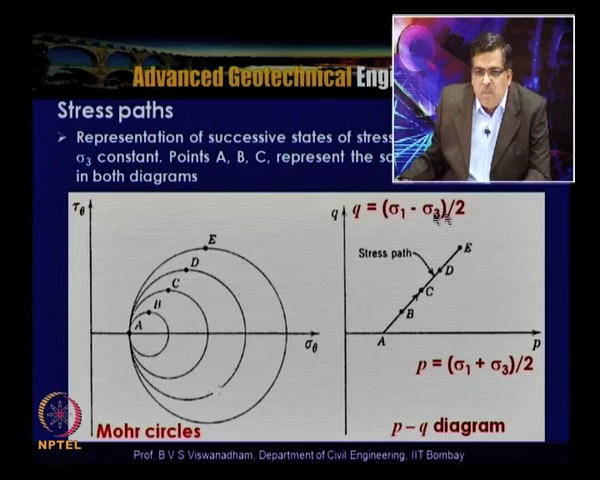 Advanced Geotechnical Eng
Stress paths
➤ Representation of successive states of stress
σ3 constant. Points A, B, C, represent the sa
in both diagrams
τθ
E
D
C
B
A
σθ
Mohr circles
q
q = (σ1 - σ3)/2
Stress path
E
D
C
B
A
p
p = (σ1 + σ3)/2
p – q diagram
NPTEL
Prof. B V S Viswanadham, Department of Civil Engineering, IIT Bombay